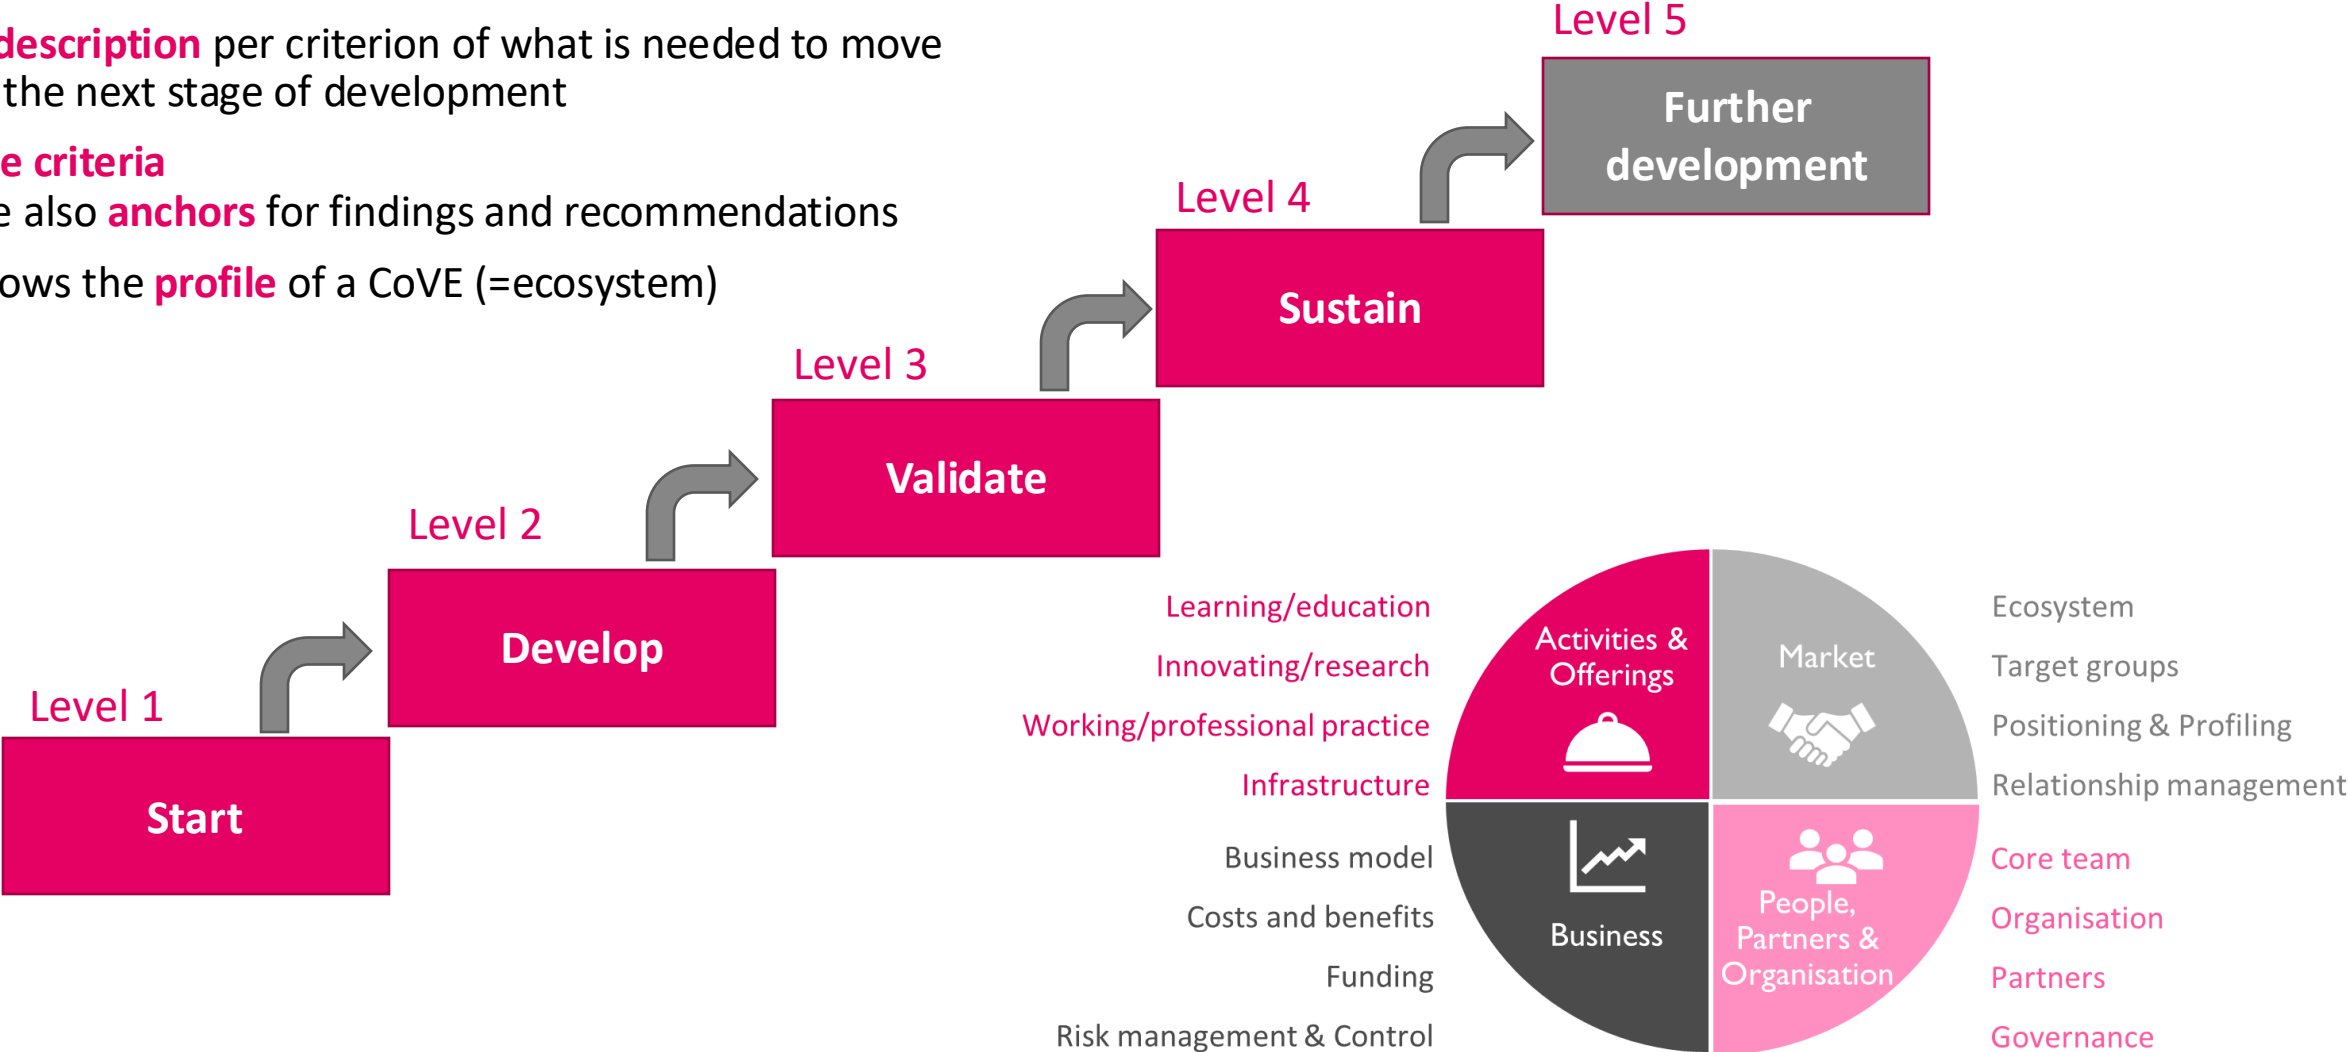 description per criterion of what is needed to move
the next stage of development
e criteria
e also anchors for findings and recommendations
ows the profile of a CoVE (=ecosystem)
Level 5
Further
development
Level 4
Sustain
Level 3
Validate
Level 2
Develop
Level 1
Start
Learning/education
Innovating/research
Working/professional practice
Infrastructure
Business model
Costs and benefits
Funding
Risk management & Control
Activities &
Offerings
Market
Business
People,
Partners &
Organisation
Ecosystem
Target groups
Positioning & Profiling
Relationship management
Core team
Organisation
Partners
Governance